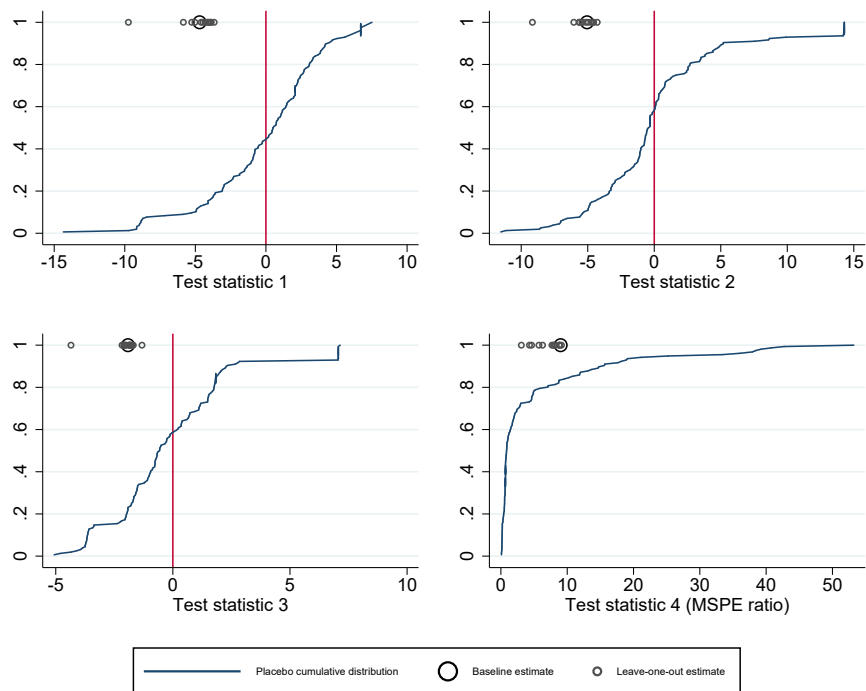 1
.8
.6
.4
.2
0
-15 -10 -5 0 5 10
Test statistic 1
1
.8
.6
.4
.2
0
-10 -5 0 5 10 15
Test statistic 2
1
.8
.6
.4
.2
0
-5 0 5 10
Test statistic 3
1
.8
.6
.4
.2
0
0 10 20 30 40 50
Test statistic 4 (MSPE ratio)
Placebo cumulative distribution Baseline estimate Leave-one-out estimate